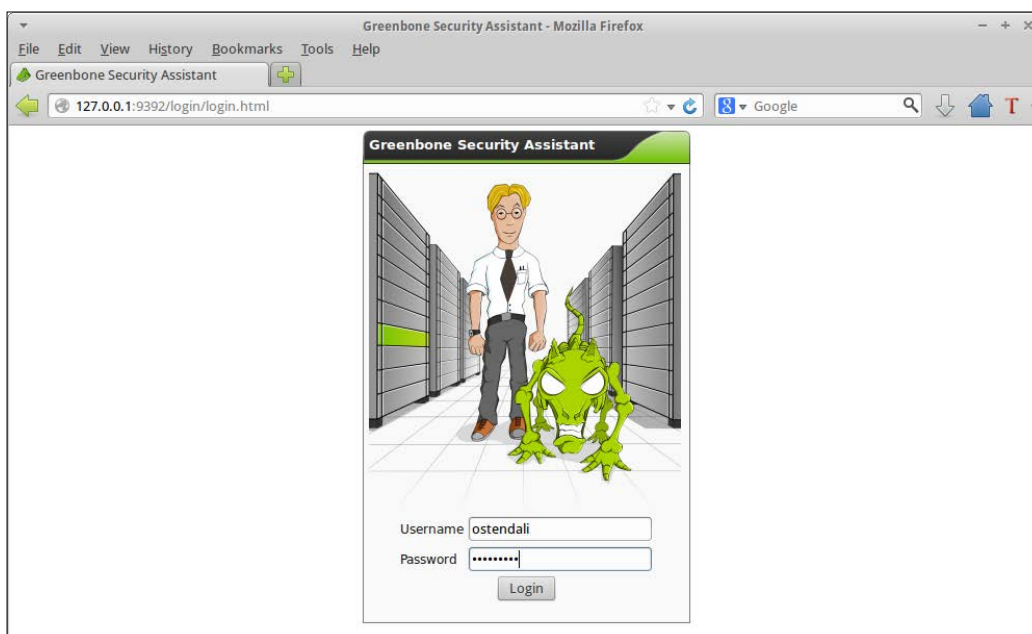 Greenbone Security Assistant - Mozilla Firefox
File Edit View History Bookmarks Tools Help
Greenbone Security Assistant
127.0.0.1:9392/login/login.html
8 Google
T
Greenbone Security Assistant
Username ostendali
Password •••••••••
Login